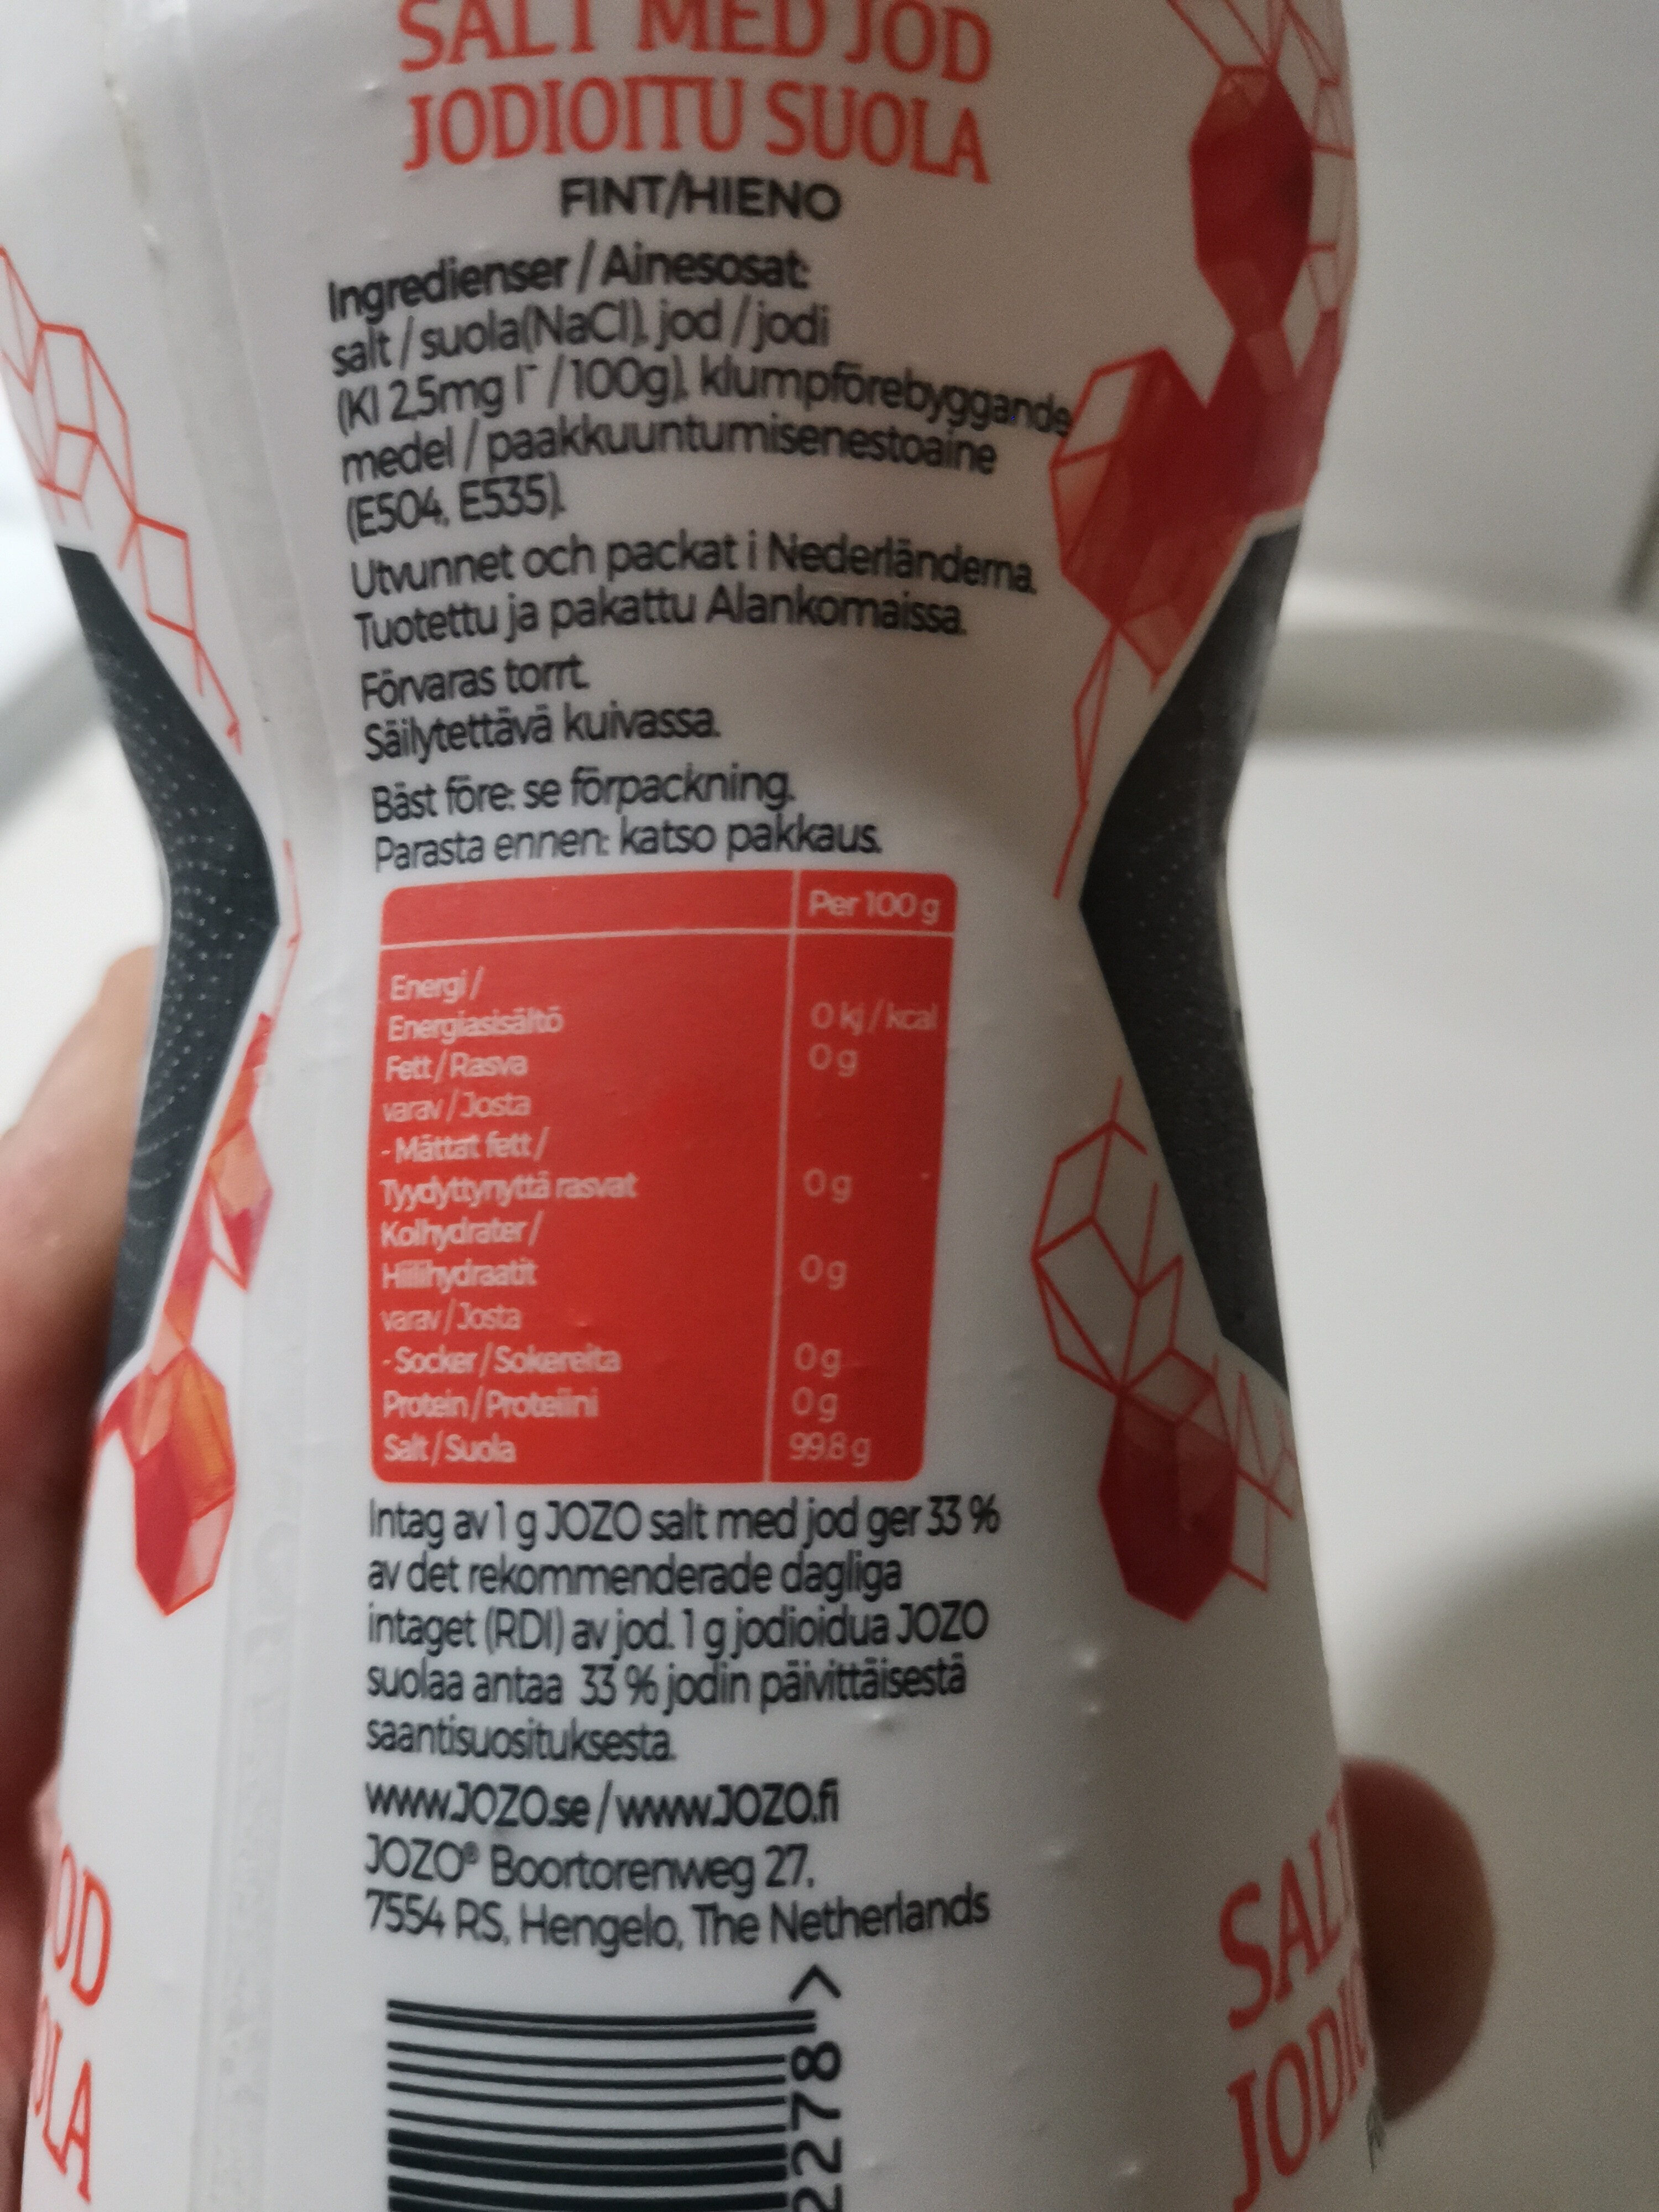 SALT MED JOD
JODIOITU SUOLA
FINT/HIENO
Ingredienser / Ainesosat:
salt / suola(NaCl), jod / jodi
(KI 2,5mg I⁻ / 100g), klumpförebyggande
medel / paakkuuntumisenestoaine
(E504, E535).
Utvunnet och packat i Nederländerna.
Tuotettu ja pakattu Alankomaissa.
Förvaras torrt.
Säilytettävä kuivassa.
Bäst före: se förpackning.
Parasta ennen: katso pakkaus.
Per 100 g
Energi /
Energiasisältö 0 kj / kcal
Fett / Rasva 0 g
varav / Josta
- Mättat fett /
Tyydyttynyttä rasvat 0 g
Kolhydrater /
Hiilihydraatit 0 g
varav / Josta
- Socker / Sokereita 0 g
Protein / Proteiini 0 g
Salt / Suola 99,8 g
Intag av 1 g JOZO salt med jod ger 33 %
av det rekommenderade dagliga
intaget (RDI) av jod. 1 g jodioidua JOZO
suolaa antaa 33 % jodin päivittäisestä
saantisuosituksesta.
www.JOZO.se / www.JOZO.fi
JOZO® Boortorenweg 27,
7554 RS, Hengelo, The Netherlands
2278 >
OD
OLA
SALT
JODIO